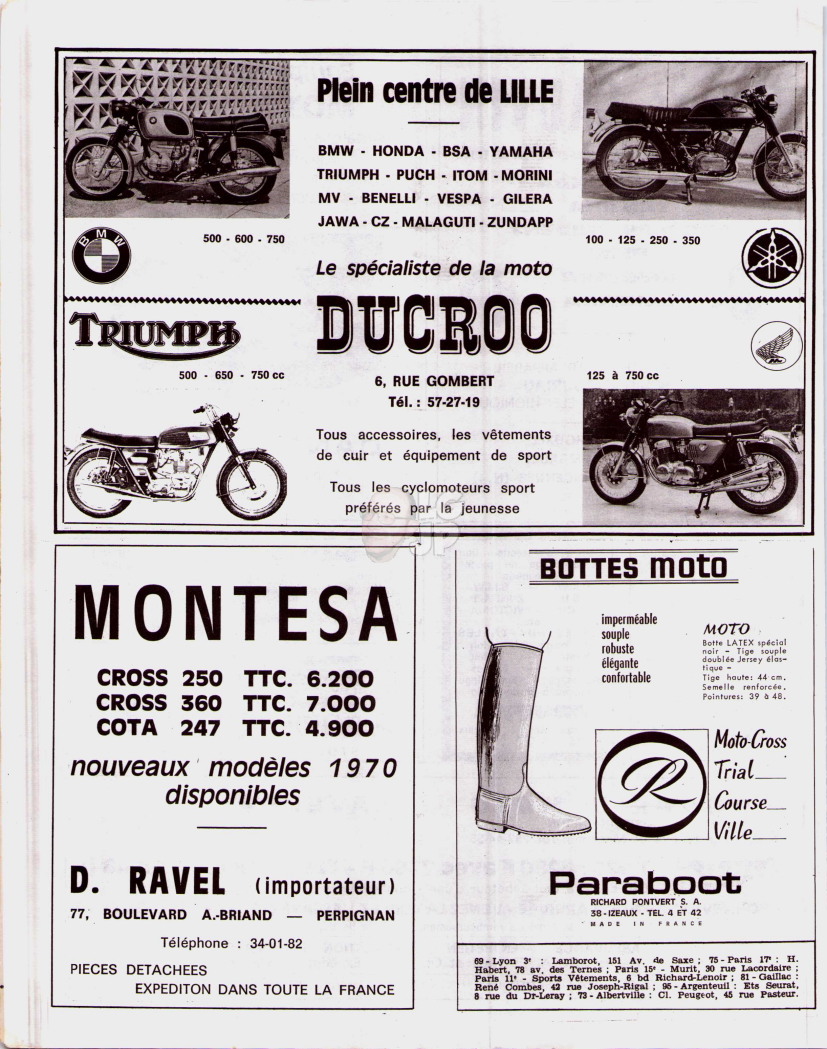 Plein centre de LILLE
BMW - HONDA - BSA - YAMAHA
TRIUMPH - PUCH - ITOM - MORINI
MV - BENELLI - VESPA - GILERA
JAWA - CZ - MALAGUTI - ZUNDAPP
BMW
500 - 600 - 750
100 - 125 - 250 - 350
Le spécialiste de la moto
DUCROO
TRIUMPH
500 - 650 - 750 cc
125 à 750 cc
6, RUE GOMBERT
Tél. : 57-27-19
Tous accessoires, les vêtements
de cuir et équipement de sport
Tous les cyclomoteurs sport
préférés par la jeunesse
MONTESA
CROSS 250 TTC. 6.200
CROSS 360 TTC. 7.000
COTA 247 TTC. 4.900
nouveaux modèles 1970
disponibles
D. RAVEL (importateur)
77, BOULEVARD A.-BRIAND — PERPIGNAN
Téléphone : 34-01-82
PIECES DETACHEES
EXPEDITON DANS TOUTE LA FRANCE
BOTTES moto
imperméable
souple
robuste
élégante
confortable
MOTO
Botte LATEX spécial
noir - Tige souple
doublée Jersey élas-
tique -
Tige haute: 44 cm.
Semelle renforcée.
Pointures: 39 à 48.
R
Moto-Cross
Trial
Course
Ville
Paraboot
RICHARD PONTVERT S. A.
38 - IZEAUX - TEL. 4 ET 42
MADE IN FRANCE
69 - Lyon 3e : Lamborot, 151 Av. de Saxe ; 75 - Paris 17e : H.
Habert, 78 av. des Ternes ; Paris 15e - Murit, 30 rue Lacordaire ;
Paris 11e - Sports Vêtements, 6 bd Richard-Lenoir ; 81 - Gaillac :
René Combes, 42 rue Joseph-Rigal ; 95 - Argenteuil : Ets Seurat,
8 rue du Dr-Leray ; 73 - Albertville : Cl. Peugeot, 45 rue Pasteur.